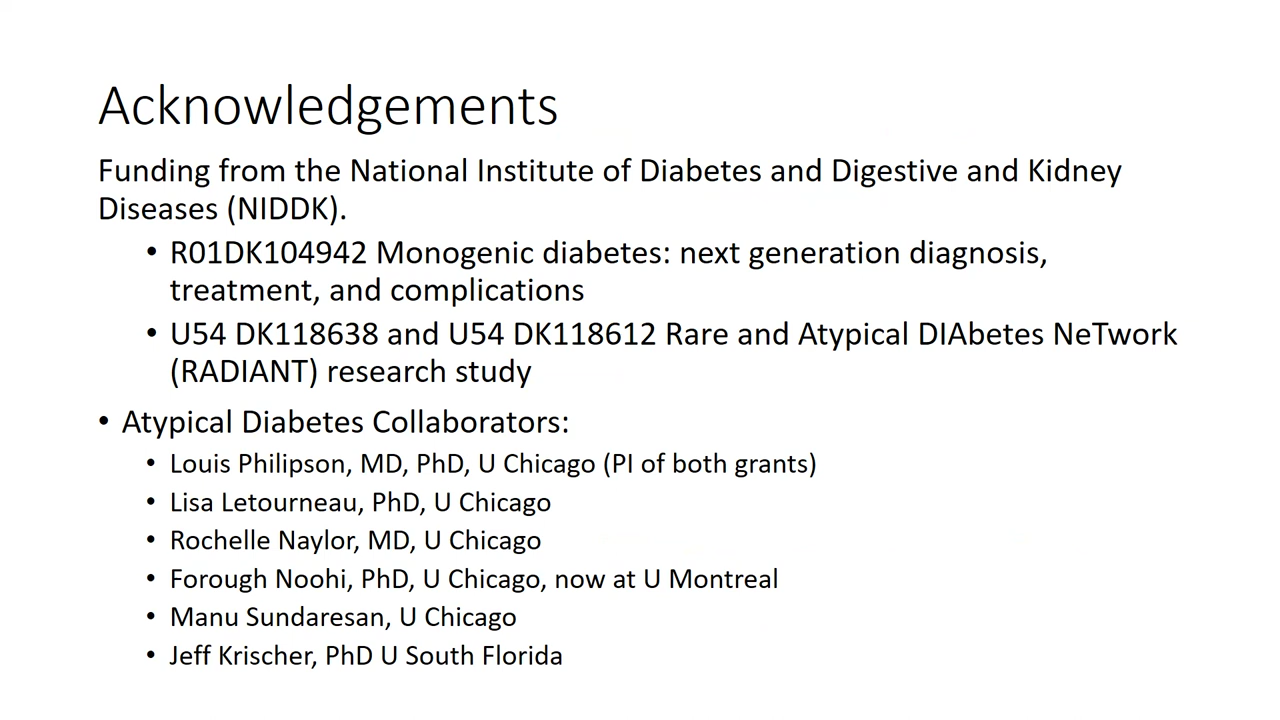 Acknowledgements
Funding from the National Institute of Diabetes and Digestive and Kidney
Diseases (NIDDK).
• R01DK104942 Monogenic diabetes: next generation diagnosis,
treatment, and complications
• U54 DK118638 and U54 DK118612 Rare and Atypical DIAbetes NeTwork
(RADIANT) research study
• Atypical Diabetes Collaborators:
• Louis Philipson, MD, PhD, U Chicago (PI of both grants)
• Lisa Letourneau, PhD, U Chicago
• Rochelle Naylor, MD, U Chicago
• Forough Noohi, PhD, U Chicago, now at U Montreal
• Manu Sundaresan, U Chicago
• Jeff Krischer, PhD U South Florida